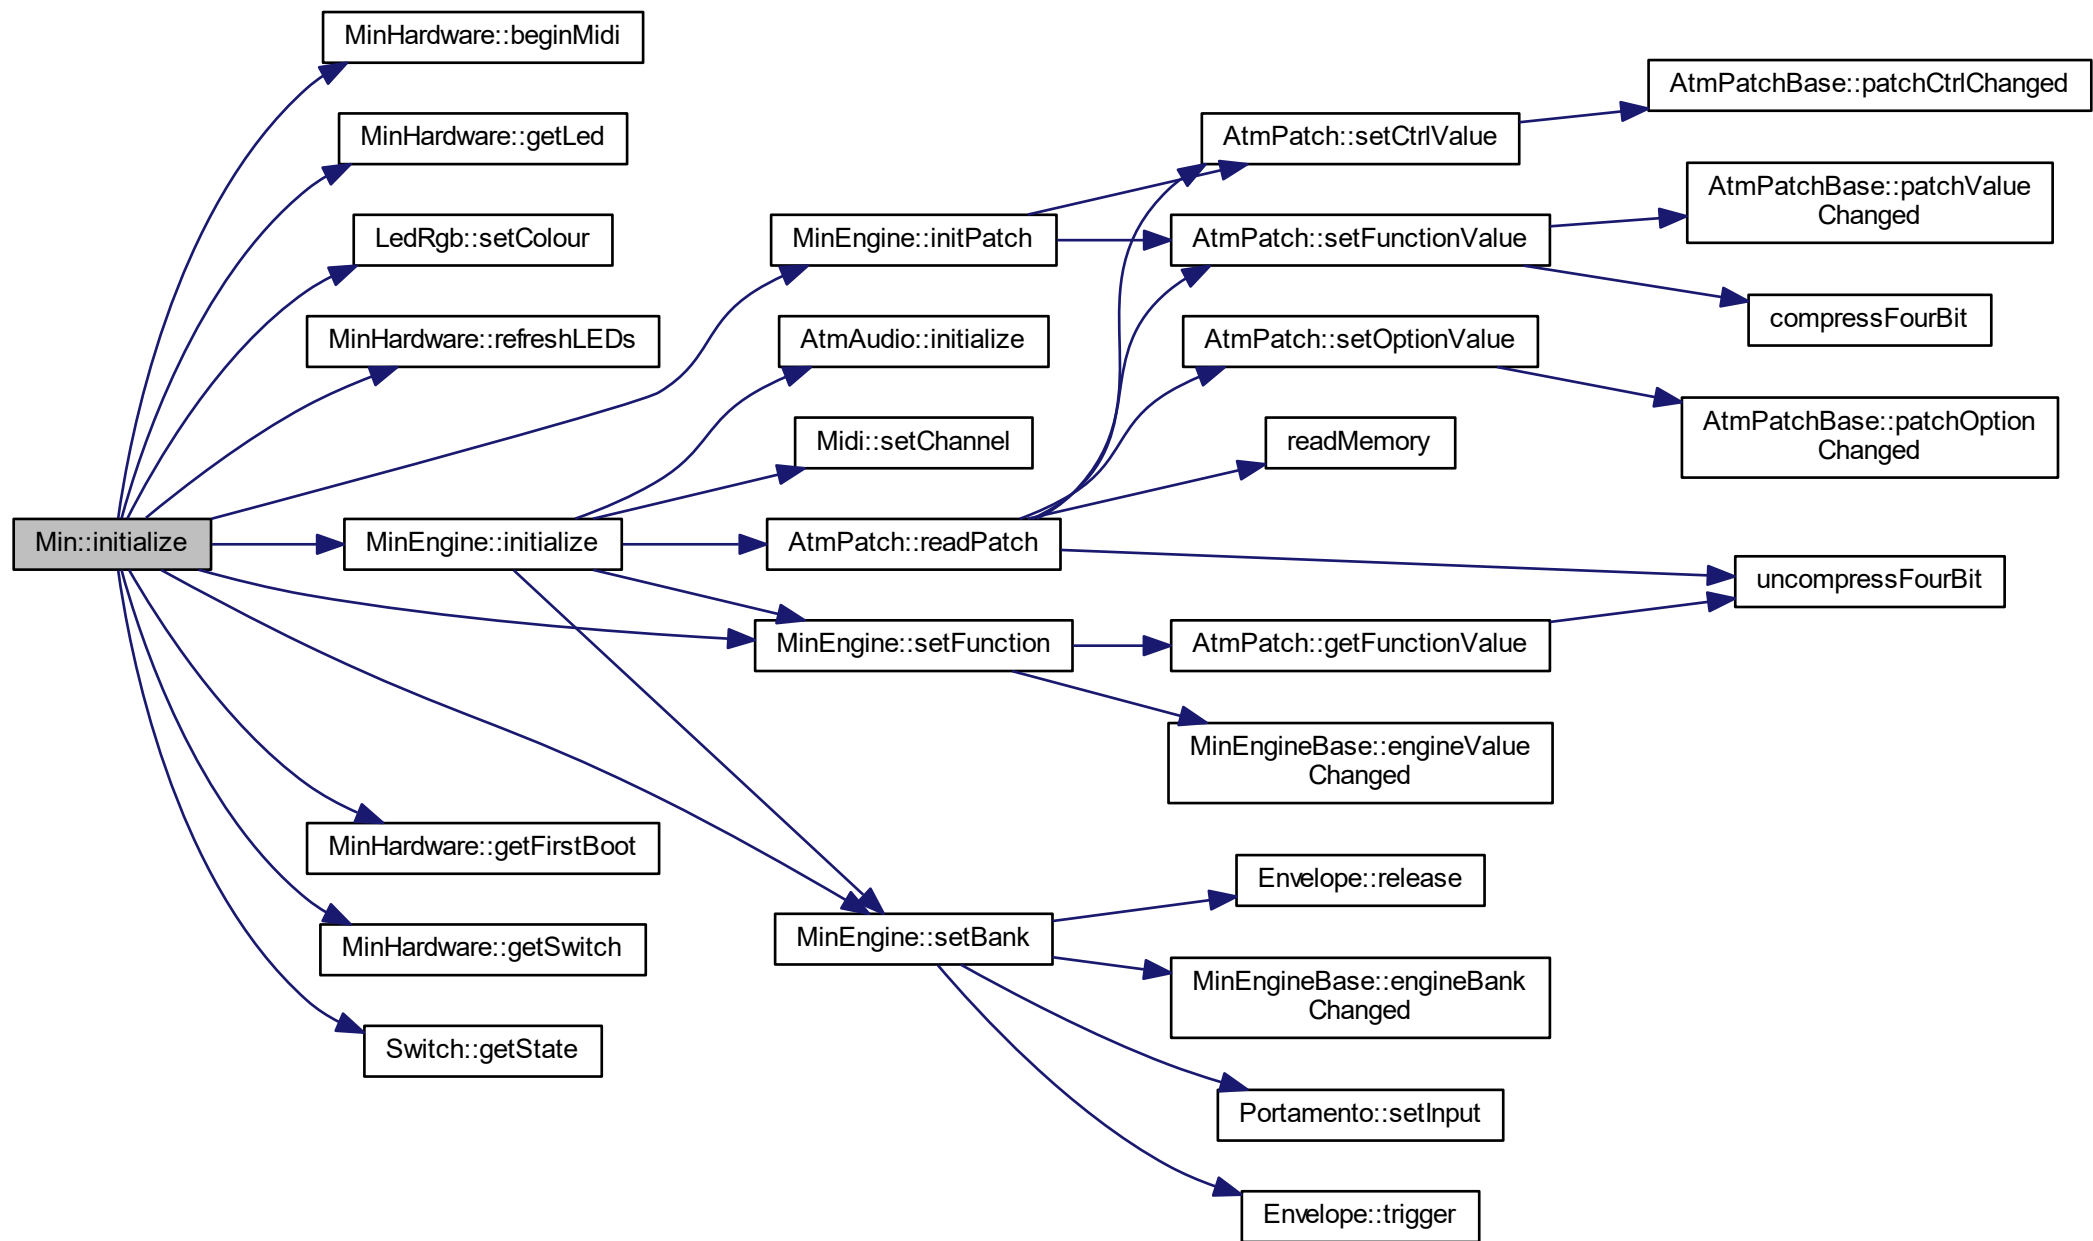 MinHardware::beginMidi
MinHardware::getLed
LedRgb::setColour
MinHardware::refreshLEDs
Min::initialize
MinEngine::initialize
MinHardware::getFirstBoot
MinHardware::getSwitch
Switch::getState
MinEngine::initPatch
AtmAudio::initialize
Midi::setChannel
AtmPatch::readPatch
MinEngine::setFunction
MinEngine::setBank
AtmPatch::setCtrlValue
AtmPatch::setFunctionValue
AtmPatch::setOptionValue
readMemory
AtmPatch::getFunctionValue
MinEngineBase::engineValue
Changed
Envelope::release
MinEngineBase::engineBank
Changed
Portamento::setInput
Envelope::trigger
AtmPatchBase::patchCtrlChanged
AtmPatchBase::patchValue
Changed
compressFourBit
AtmPatchBase::patchOption
Changed
uncompressFourBit